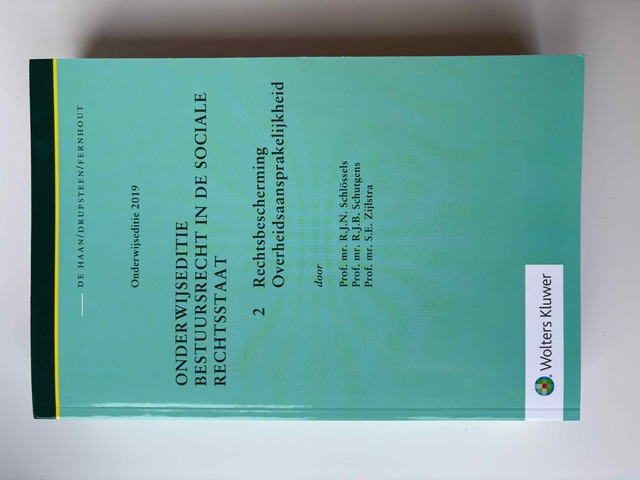 DE HAAN/DRUPSTEEN/FERNHOUT
Onderwijseditie 2019
ONDERWIJSEDITIE
BESTUURSRECHT IN DE SOCIALE
RECHTSSTAAT
2 Rechtsbescherming
Overheidsaansprakelijkheid
door
Prof. mr. R.J.N. Schlössels
Prof. mr. R.J.B. Schutgens
Prof. mr. S.E. Zijlstra
Wolters Kluwer